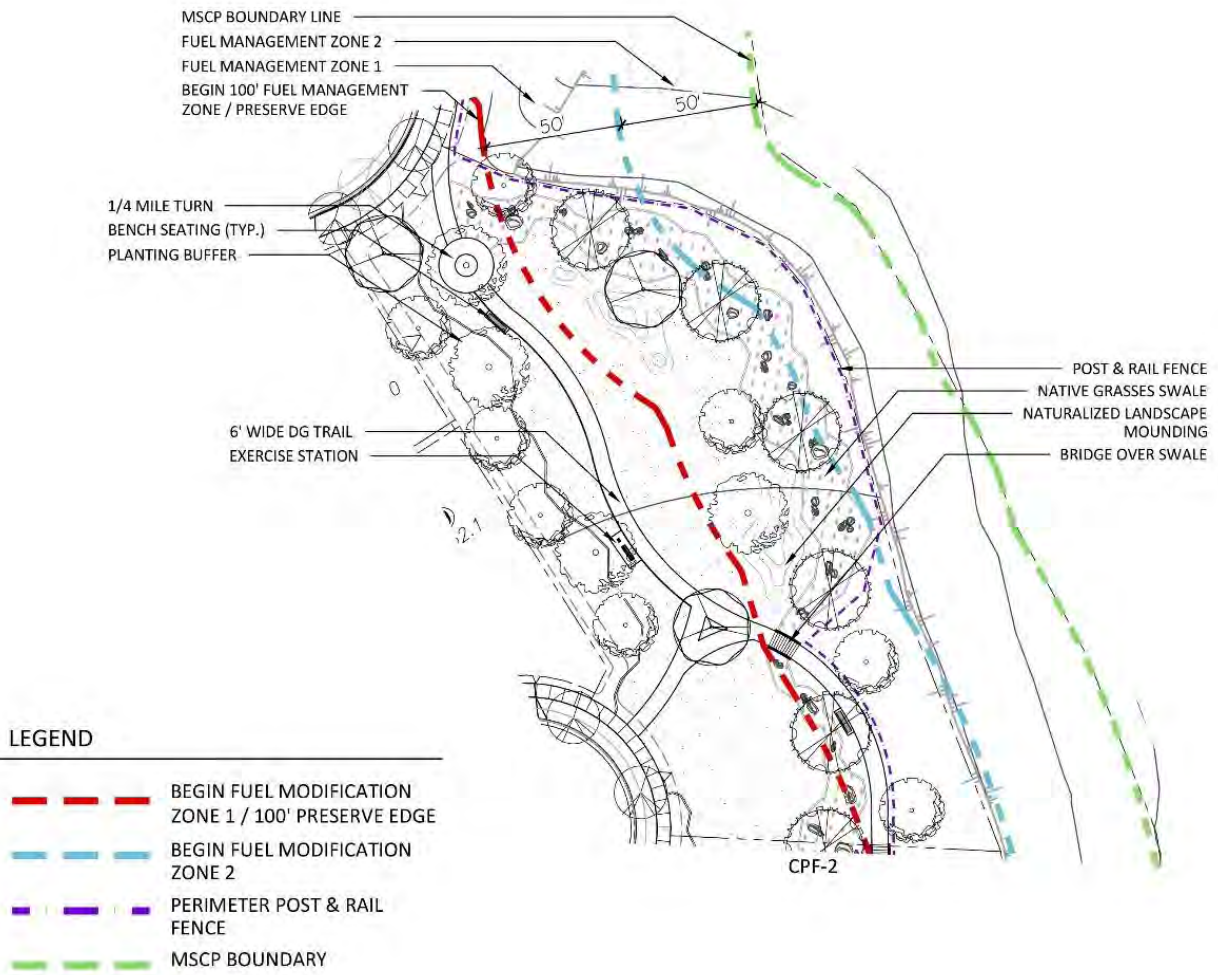 MSCP BOUNDARY LINE
FUEL MANAGEMENT ZONE 2
FUEL MANAGEMENT ZONE 1
BEGIN 100' FUEL MANAGEMENT
ZONE / PRESERVE EDGE
50'
50'
1/4 MILE TURN
BENCH SEATING (TYP.)
PLANTING BUFFER
POST & RAIL FENCE
NATIVE GRASSES SWALE
NATURALIZED LANDSCAPE
MOUNDING
BRIDGE OVER SWALE
6' WIDE DG TRAIL
EXERCISE STATION
CPF-2
LEGEND
BEGIN FUEL MODIFICATION
ZONE 1 / 100' PRESERVE EDGE
BEGIN FUEL MODIFICATION
ZONE 2
PERIMETER POST & RAIL
FENCE
MSCP BOUNDARY